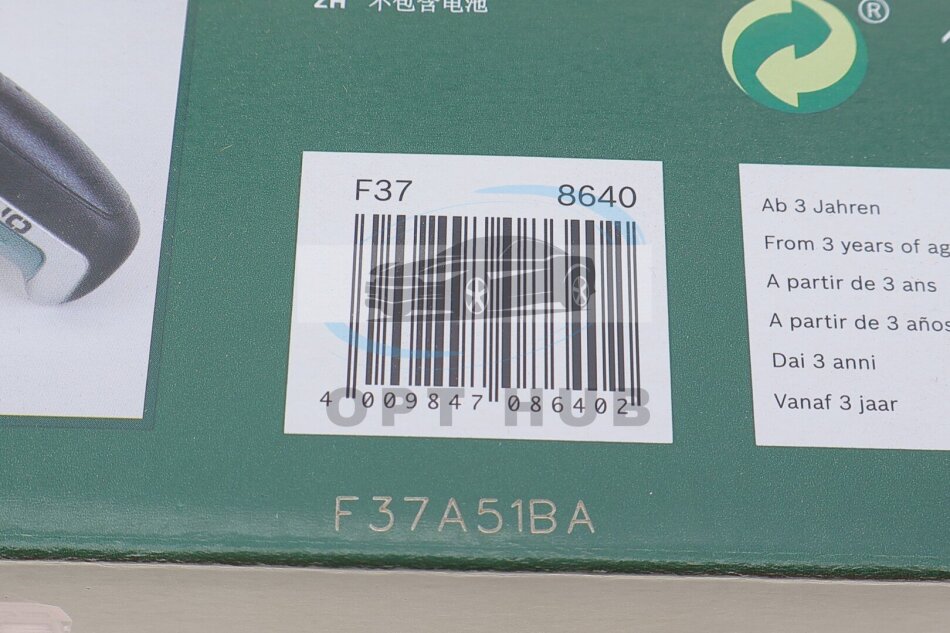 不包含电池
®
F37 8640
4 009847 086402
OPT HUB
F37A51BA
Ab 3 Jahren
From 3 years of ag
A partir de 3 ans
A partir de 3 años
Dai 3 anni
Vanaf 3 jaar